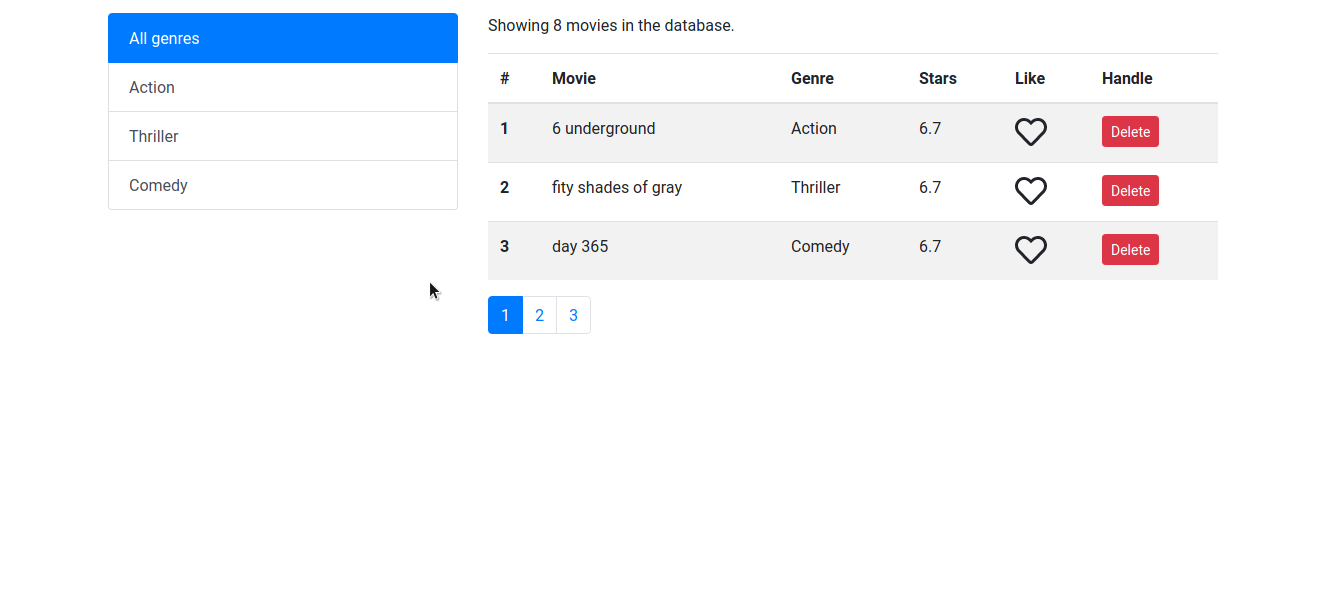 All genres
Action
Thriller
Comedy
Showing 8 movies in the database.
# Movie Genre Stars Like Handle
1 6 underground Action 6.7 Delete
2 fity shades of gray Thriller 6.7 Delete
3 day 365 Comedy 6.7 Delete
1 2 3